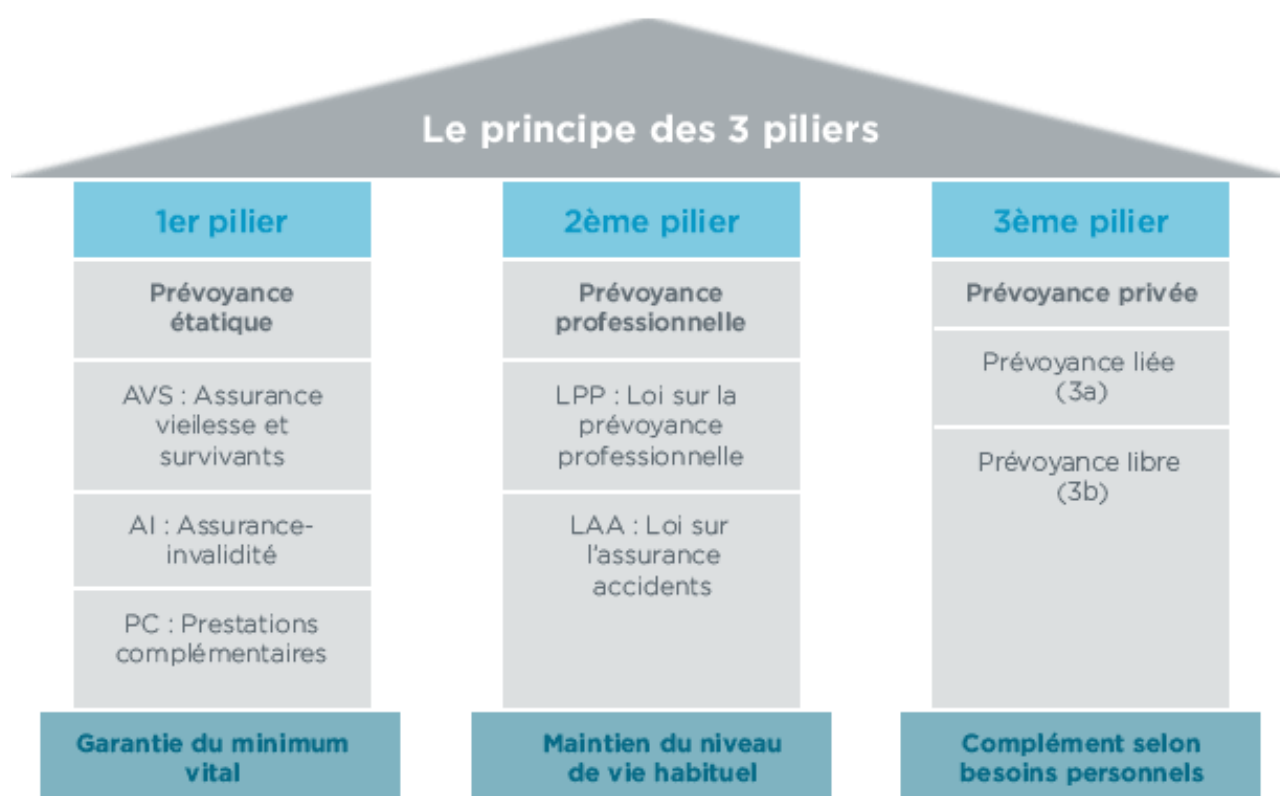 Le principe des 3 piliers
1er pilier
Prévoyance
étatique
AVS : Assurance
vieilesse et
survivants
AI : Assurance-
invalidité
PC : Prestations
complémentaires
Garantie du minimum
vital
2ème pilier
Prévoyance
professionnelle
LPP : Loi sur la
prévoyance
professionnelle
LAA : Loi sur
l'assurance
accidents
Maintien du niveau
de vie habituel
3ème pilier
Prévoyance privée
Prévoyance liée
(3a)
Prévoyance libre
(3b)
Complément selon
besoins personnels